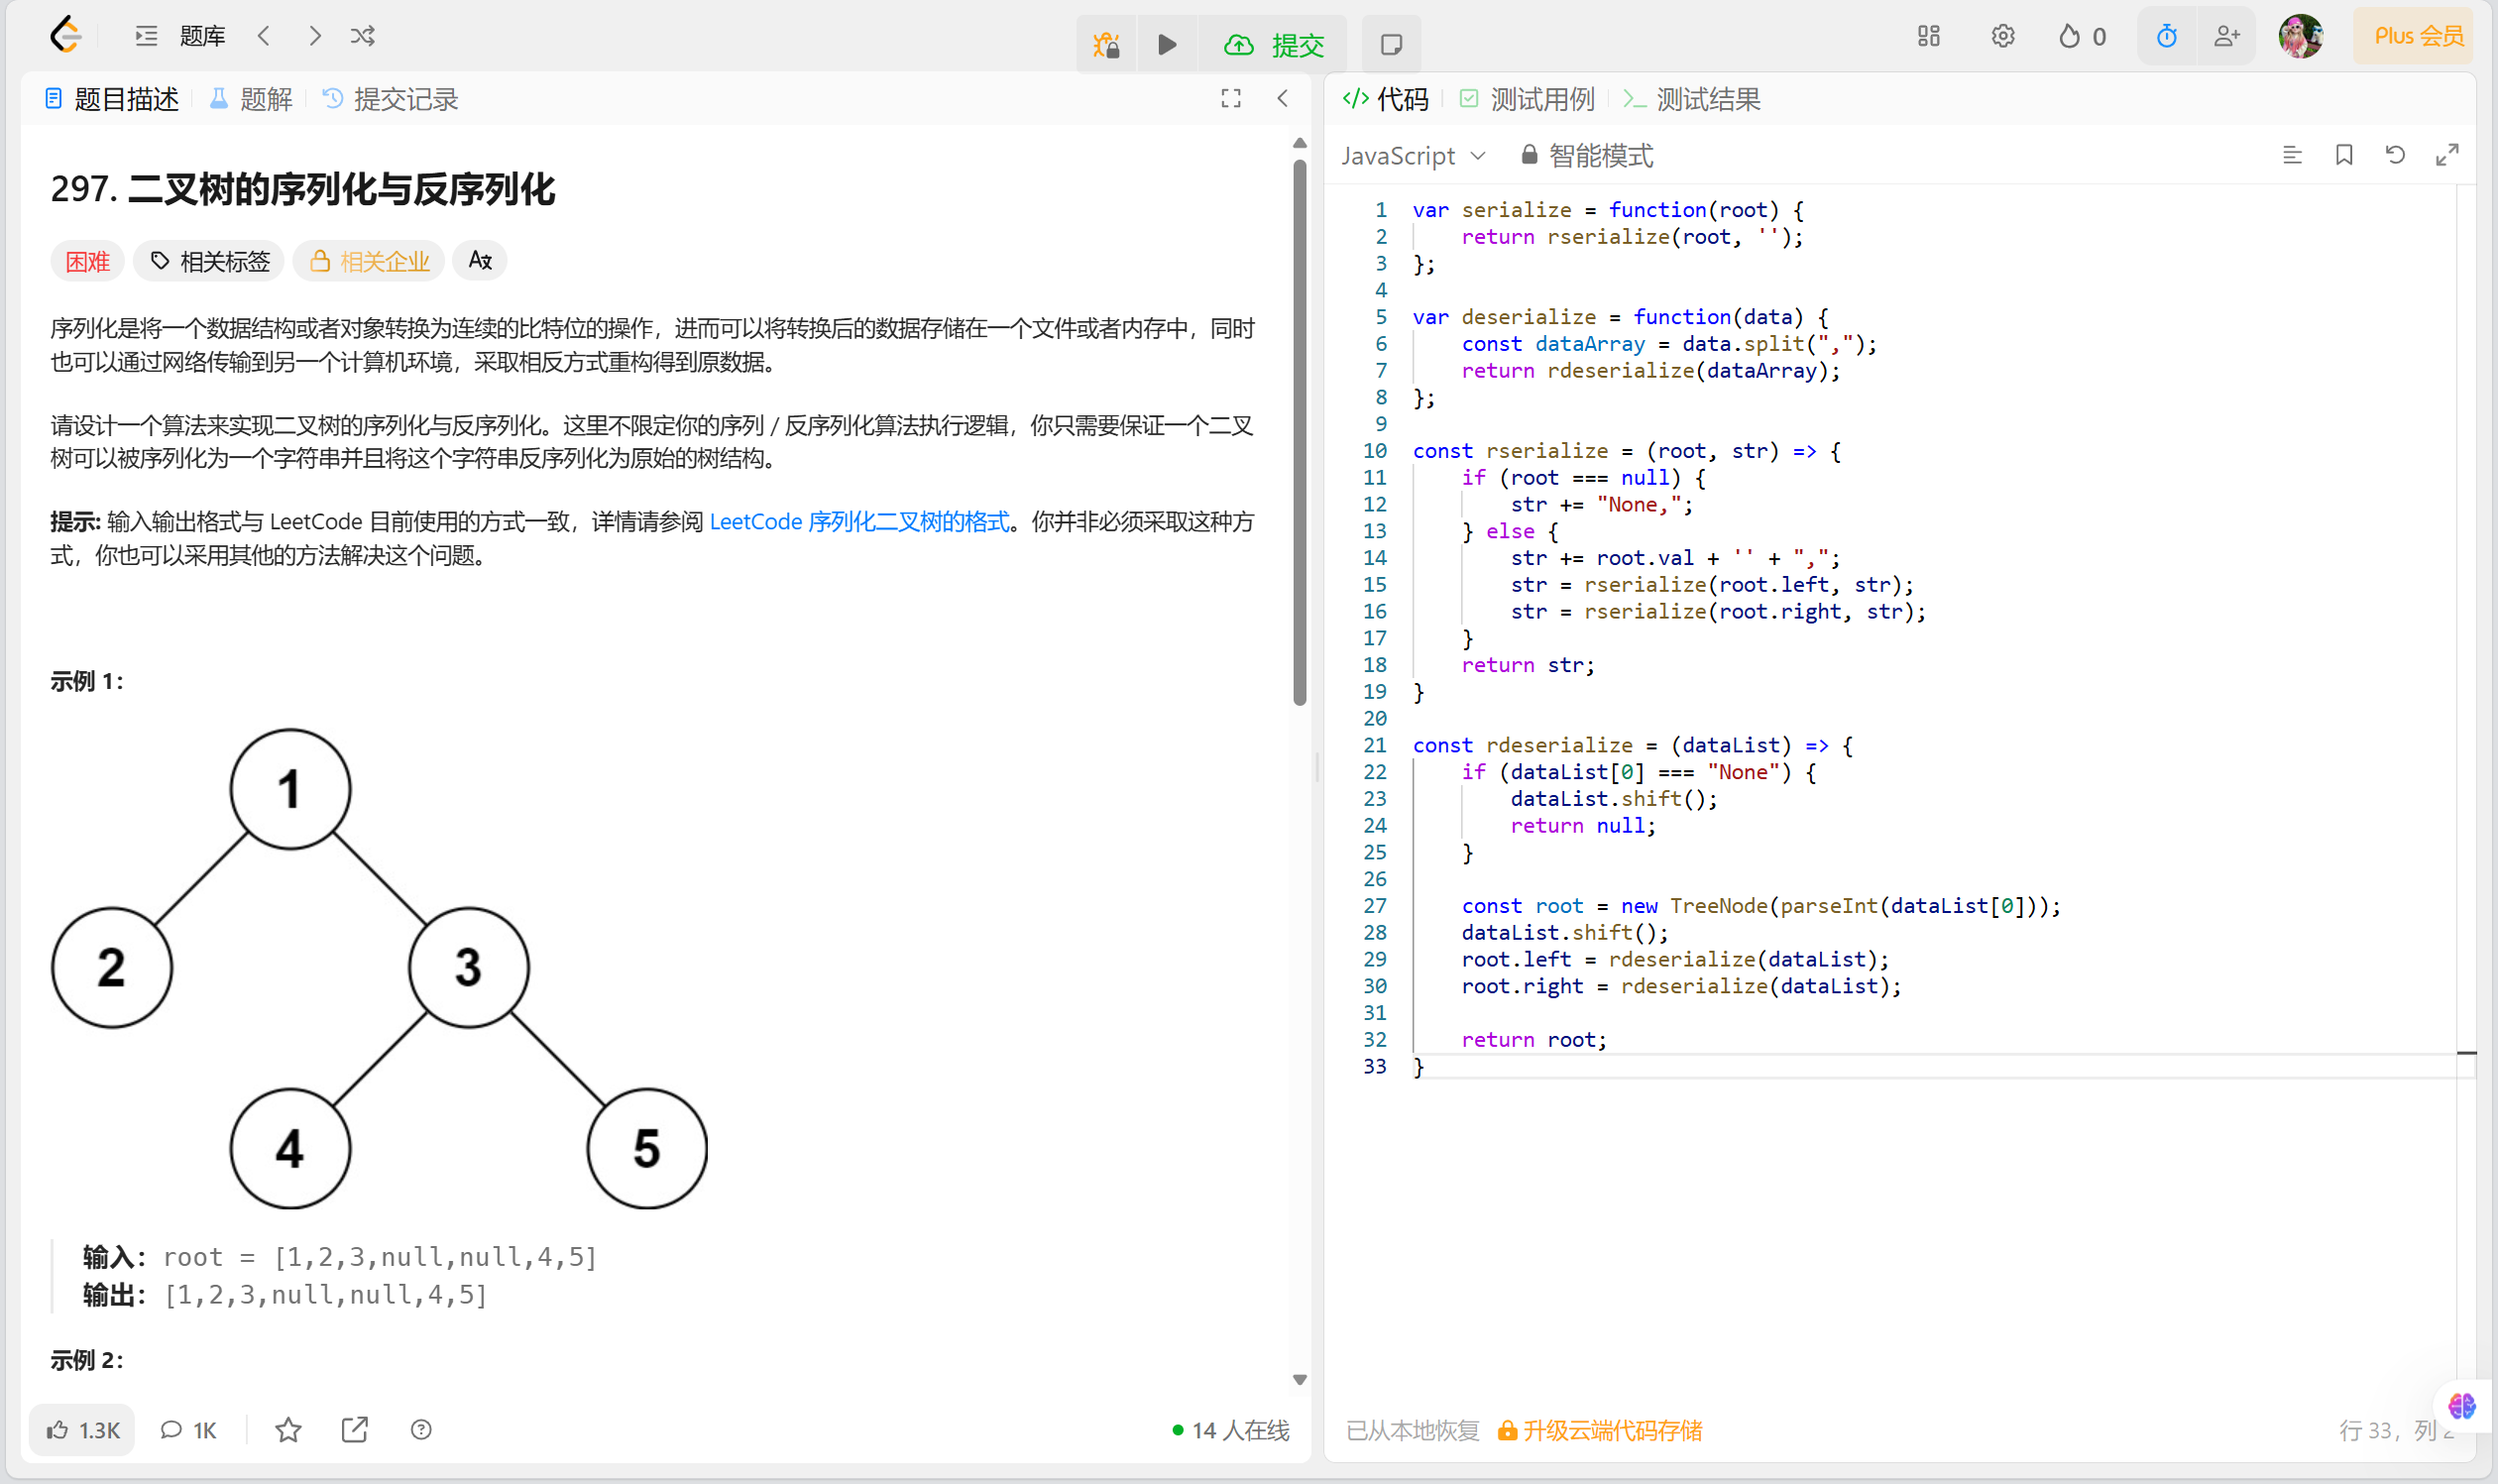 题库
提交
0
Plus 会员
题目描述
题解
提交记录
297. 二叉树的序列化与反序列化
困难
相关标签
相关企业
序列化是将一个数据结构或者对象转换为连续的比特位的操作，进而可以将转换后的数据存储在一个文件或者内存中，同时
也可以通过网络传输到另一个计算机环境，采取相反方式重构得到原数据。
请设计一个算法来实现二叉树的序列化与反序列化。这里不限定你的序列 / 反序列化算法执行逻辑，你只需要保证一个二叉
树可以被序列化为一个字符串并且将这个字符串反序列化为原始的树结构。
提示: 输入输出格式与 LeetCode 目前使用的方式一致，详情请参阅 LeetCode 序列化二叉树的格式。你并非必须采取这种方
式，你也可以采用其他的方法解决这个问题。
示例 1：
1
2
3
4
5
输入：root = [1,2,3,null,null,4,5]
输出：[1,2,3,null,null,4,5]
示例 2：
1.3K
1K
14 人在线
代码
测试用例
测试结果
JavaScript
智能模式
1 var serialize = function(root) {
2     return rserialize(root, '');
3 };
4
5 var deserialize = function(data) {
6     const dataArray = data.split(",");
7     return rdeserialize(dataArray);
8 };
9
10 const rserialize = (root, str) => {
11     if (root === null) {
12         str += "None,";
13     } else {
14         str += root.val + '' + ",";
15         str = rserialize(root.left, str);
16         str = rserialize(root.right, str);
17     }
18     return str;
19 }
20
21 const rdeserialize = (dataList) => {
22     if (dataList[0] === "None") {
23         dataList.shift();
24         return null;
25     }
26
27     const root = new TreeNode(parseInt(dataList[0]));
28     dataList.shift();
29     root.left = rdeserialize(dataList);
30     root.right = rdeserialize(dataList);
31
32     return root;
33 }
已从本地恢复
升级云端代码存储
行 33，列 2